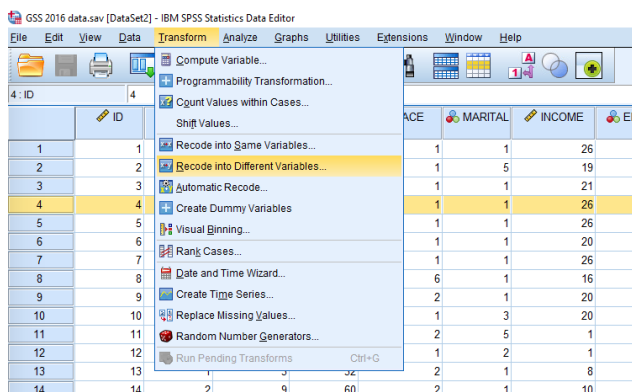 GSS 2016 data.sav [DataSet2] - IBM SPSS Statistics Data Editor
File Edit View Data Transform Analyze Graphs Utilities Extensions Window Help
4 : ID 4
Compute Variable...
Programmability Transformation...
Count Values within Cases...
Shift Values...
Recode into Same Variables...
Recode into Different Variables...
Automatic Recode...
Create Dummy Variables
Visual Binning...
Rank Cases...
Date and Time Wizard...
Create Time Series...
Replace Missing Values...
Random Number Generators...
Run Pending Transforms Ctrl+G
ID ACE MARITAL INCOME
1 1 1 1 26
2 2 1 5 19
3 3 1 1 21
4 4 1 1 26
5 5 1 1 26
6 6 1 1 20
7 7 1 1 26
8 8 6 1 16
9 9 2 1 20
10 10 1 3 20
11 11 2 5 1
12 12 1 2 1
13 13 2 1 8
14 14 2 9 60 2 1 10